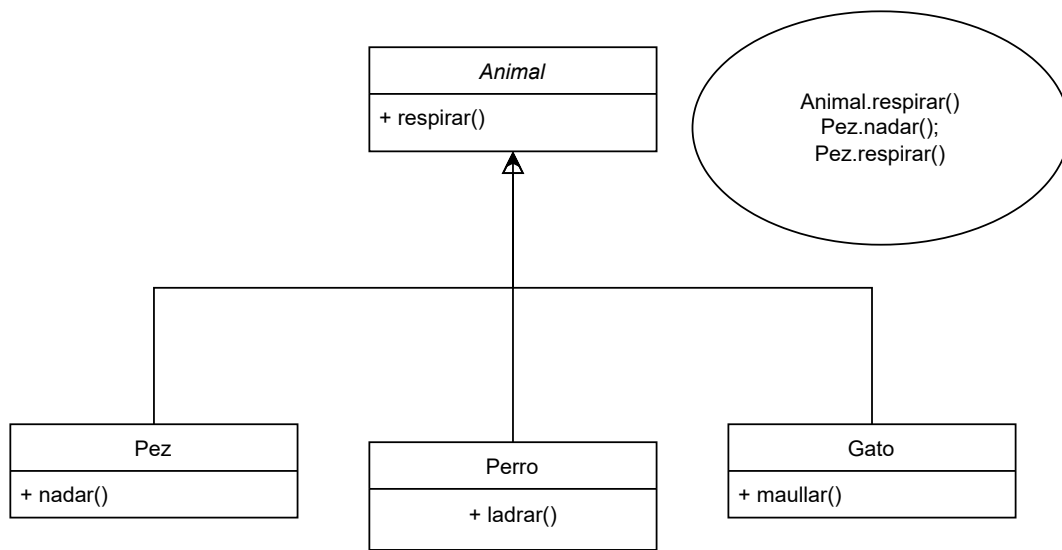 Animal
+ respirar()
Animal.respirar()
Pez.nadar();
Pez.respirar()
Pez
+ nadar()
Perro
+ ladrar()
Gato
+ maullar()